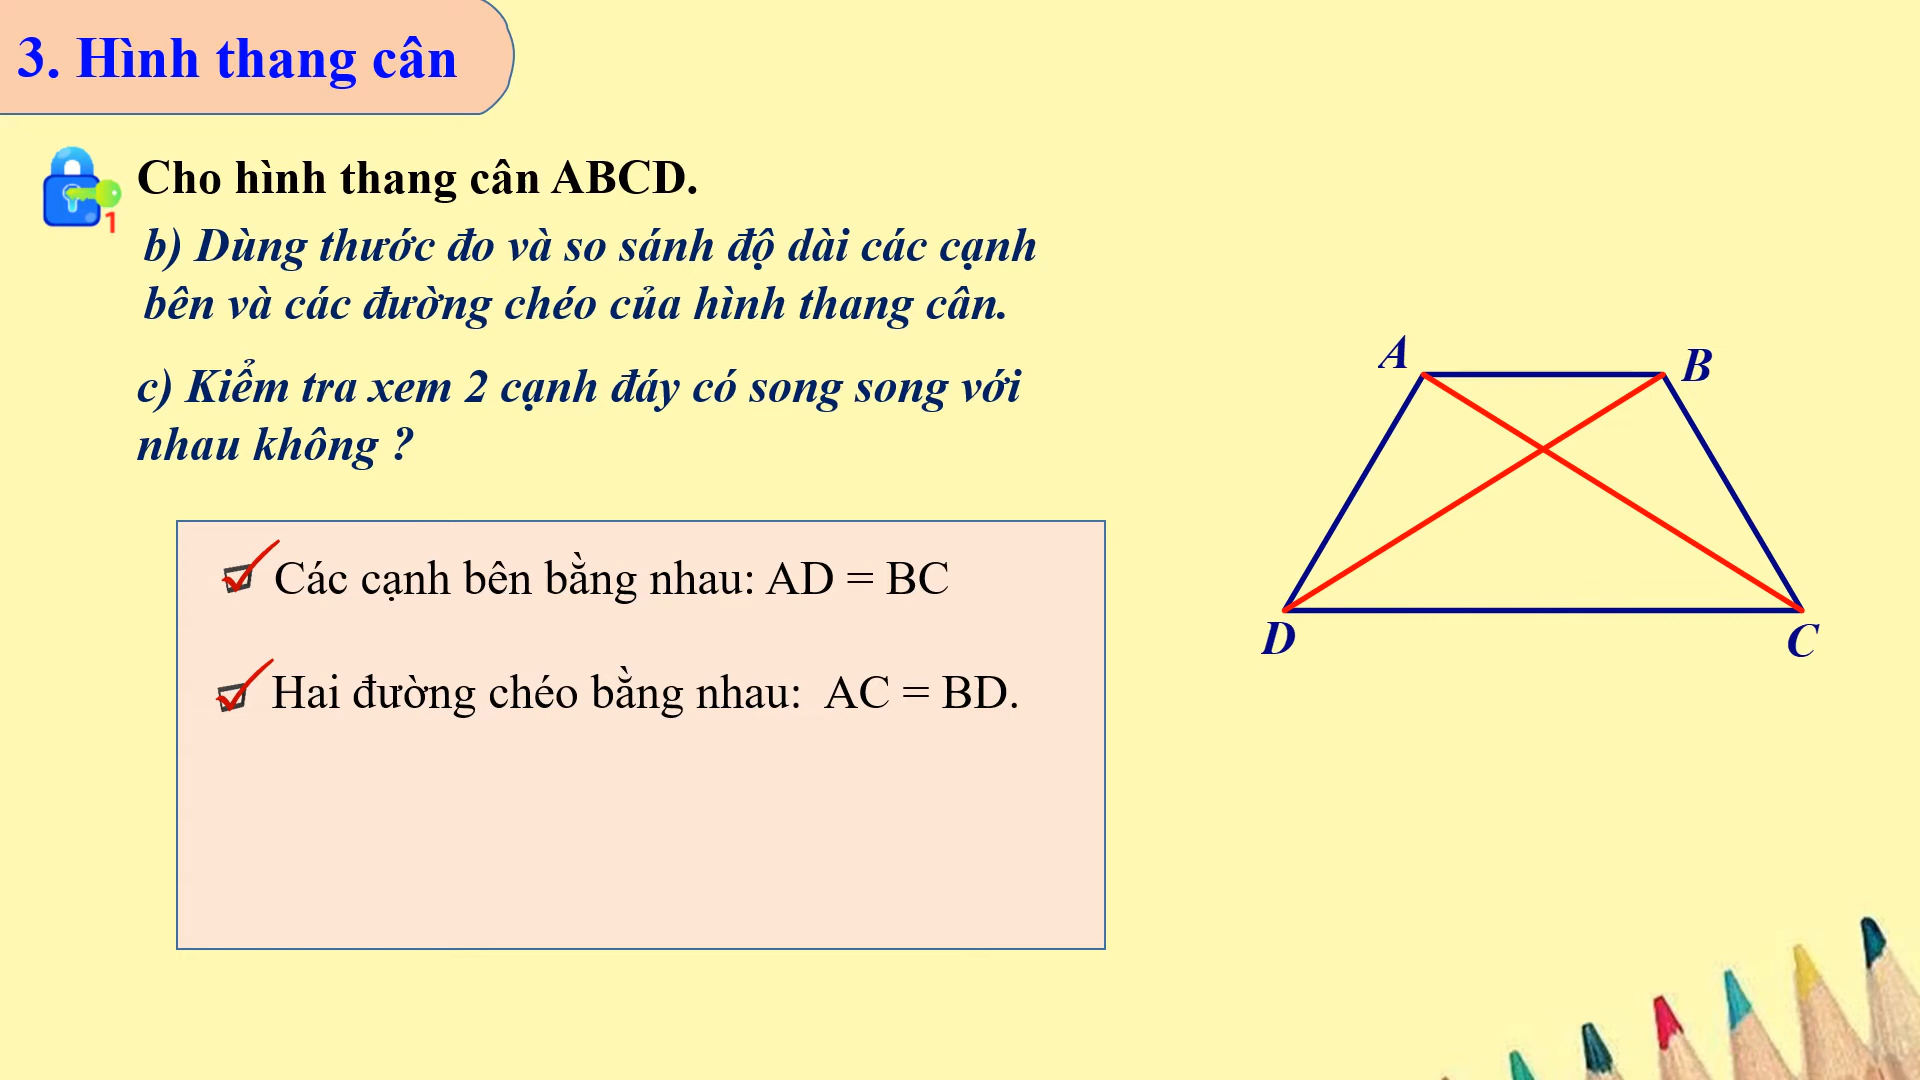 3. Hình thang cân
Cho hình thang cân ABCD.
1
b) Dùng thước đo và so sánh độ dài các cạnh
bên và các đường chéo của hình thang cân.
c) Kiểm tra xem 2 cạnh đáy có song song với
nhau không ?
A
B
D
C
Các cạnh bên bằng nhau: AD = BC
Hai đường chéo bằng nhau: AC = BD.